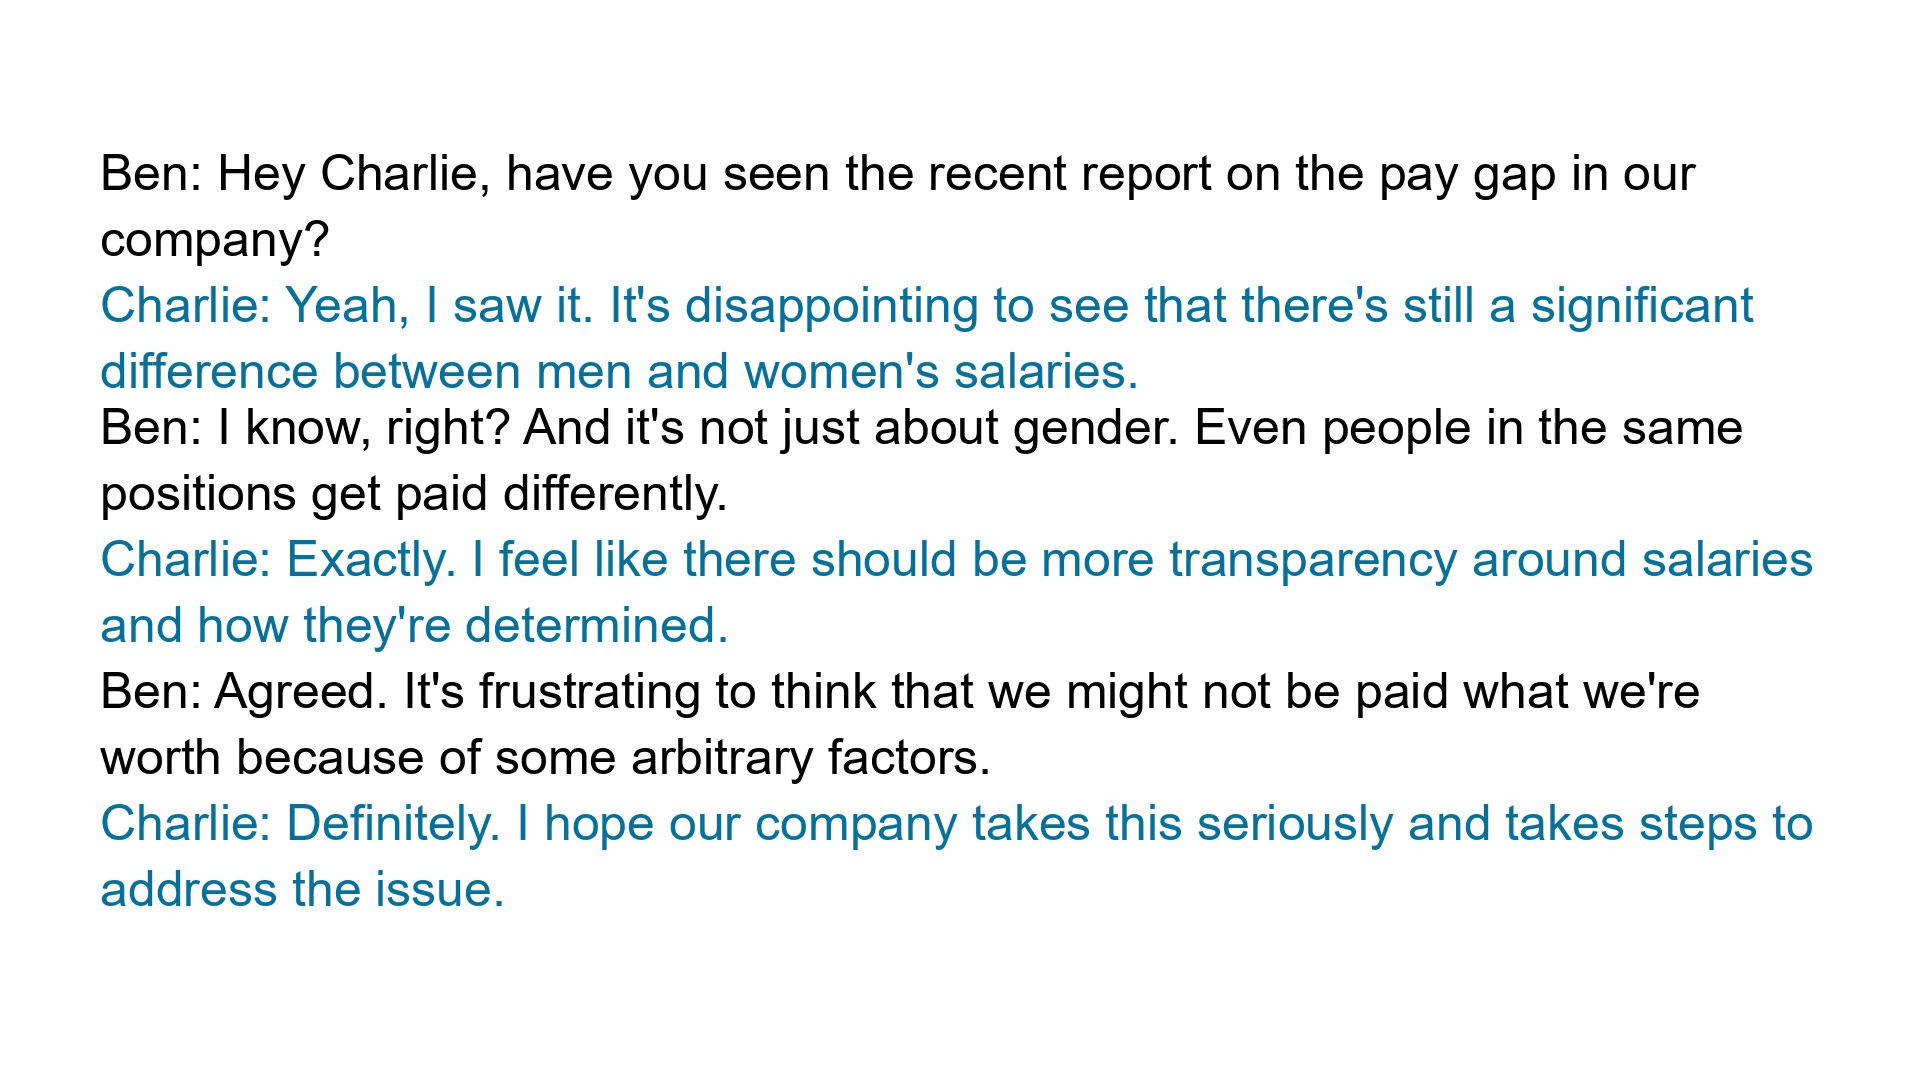 Ben: Hey Charlie, have you seen the recent report on the pay gap in our
company?
Charlie: Yeah, I saw it. It's disappointing to see that there's still a significant
difference between men and women's salaries.
Ben: I know, right? And it's not just about gender. Even people in the same
positions get paid differently.
Charlie: Exactly. I feel like there should be more transparency around salaries
and how they're determined.
Ben: Agreed. It's frustrating to think that we might not be paid what we're
worth because of some arbitrary factors.
Charlie: Definitely. I hope our company takes this seriously and takes steps to
address the issue.